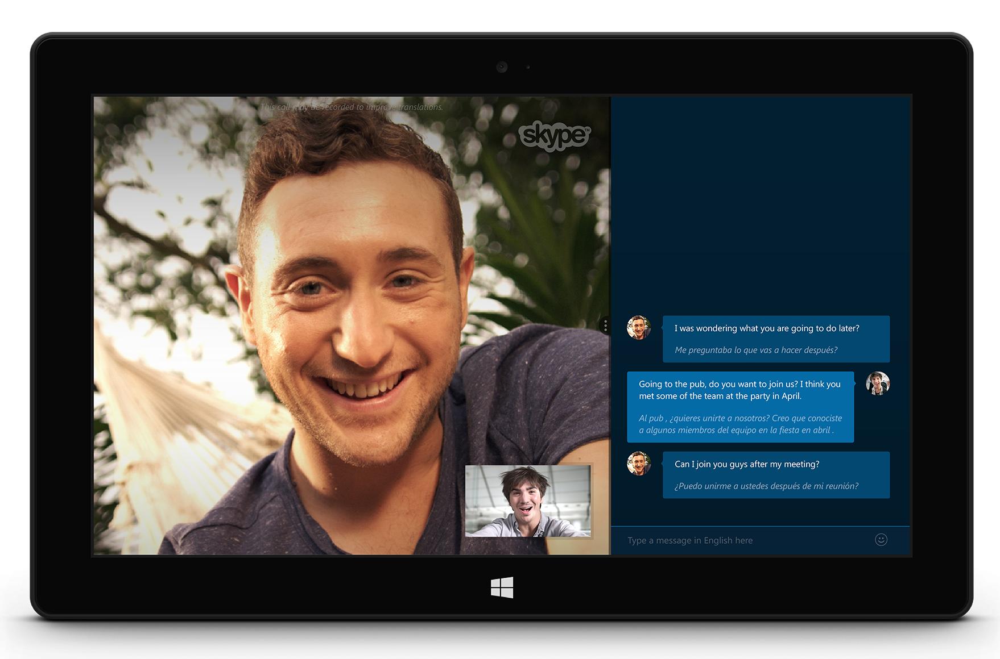 This call may be recorded to improve translations.
skype™
I was wondering what you are going to do later?
Me preguntaba lo que vas a hacer después?
Going to the pub, do you want to join us? I think you
met some of the team at the party in April.
Al pub , ¿quieres unirte a nosotros? Creo que conociste
a algunos miembros del equipo en la fiesta en abril .
Can I join you guys after my meeting?
¿Puedo unirme a ustedes después de mi reunión?
Type a message in English here